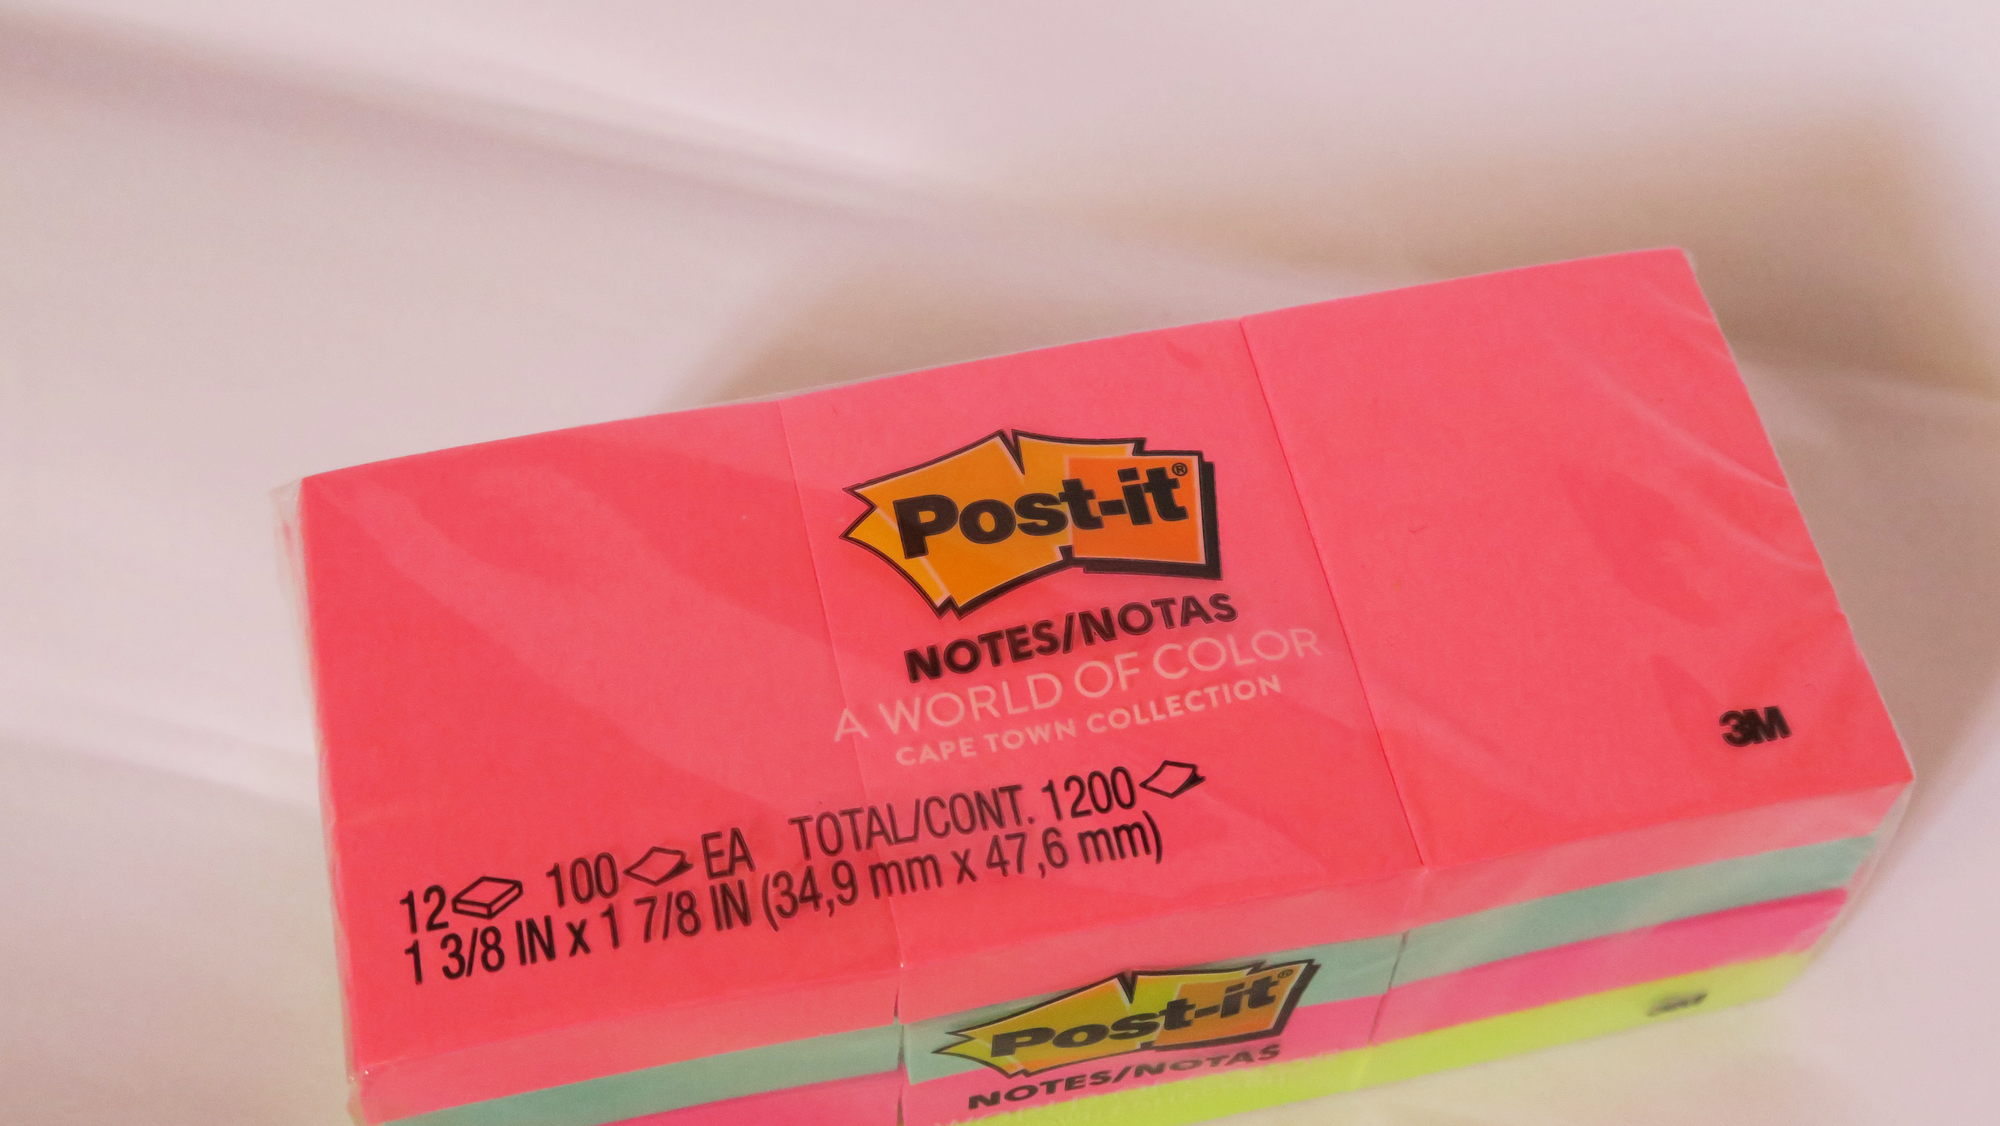 Post-it®
NOTES/NOTAS
A WORLD OF COLOR
CAPE TOWN COLLECTION
3M
12 100 EA TOTAL/CONT. 1200
1 3/8 IN x 1 7/8 IN (34,9 mm x 47,6 mm)
Post-it®
NOTES/NOTAS
3M